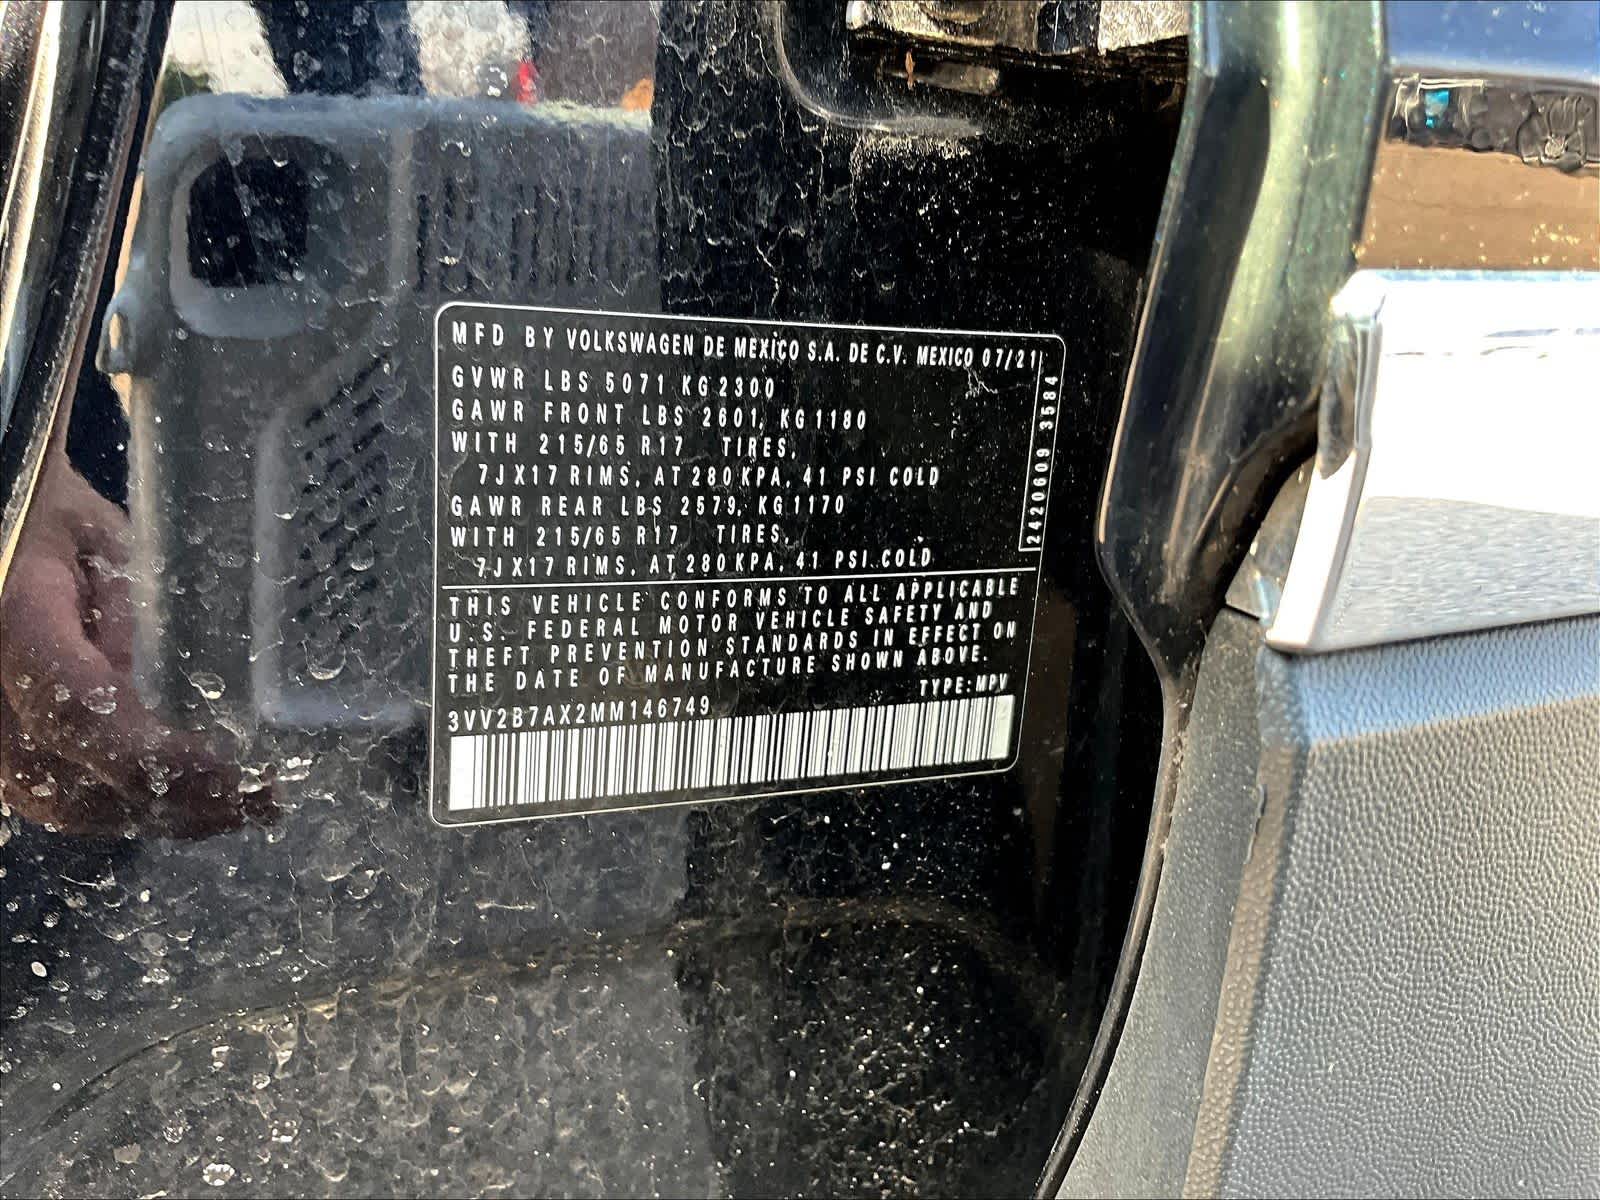 MFD BY VOLKSWAGEN DE MEXICO S.A. DE C.V. MEXICO 07/21
GVWR LBS 5071 KG 2300
GAWR FRONT LBS 2601, KG 1180
WITH 215/65 R17 TIRES,
7JX17 RIMS, AT 280 KPA, 41 PSI COLD
GAWR REAR LBS 2579, KG 1170
WITH 215/65 R17 TIRES,
7JX17 RIMS, AT 280 KPA, 41 PSI COLD
2420609 3584
THIS VEHICLE CONFORMS TO ALL APPLICABLE
U.S. FEDERAL MOTOR VEHICLE SAFETY AND
THEFT PREVENTION STANDARDS IN EFFECT ON
THE DATE OF MANUFACTURE SHOWN ABOVE.
TYPE: MPV
3VV2B7AX2MM146749